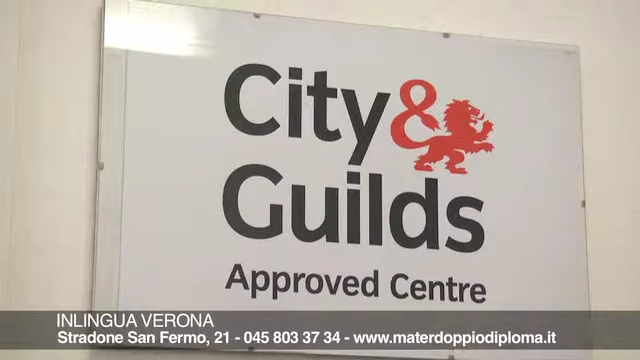 City&
Guilds
Approved Centre
INLINGUA VERONA
Stradone San Fermo, 21 - 045 803 37 34 - www.materdoppiodiploma.it